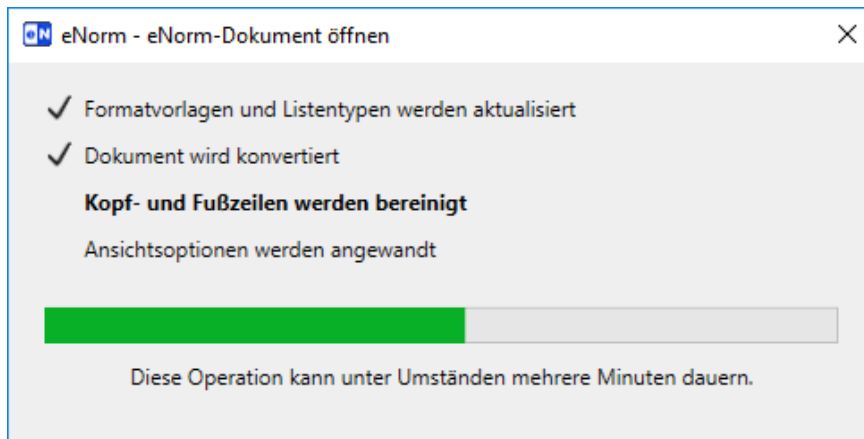 eN eNorm - eNorm-Dokument öffnen
Formatvorlagen und Listentypen werden aktualisiert
Dokument wird konvertiert
Kopf- und Fußzeilen werden bereinigt
Ansichtsoptionen werden angewandt
Diese Operation kann unter Umständen mehrere Minuten dauern.